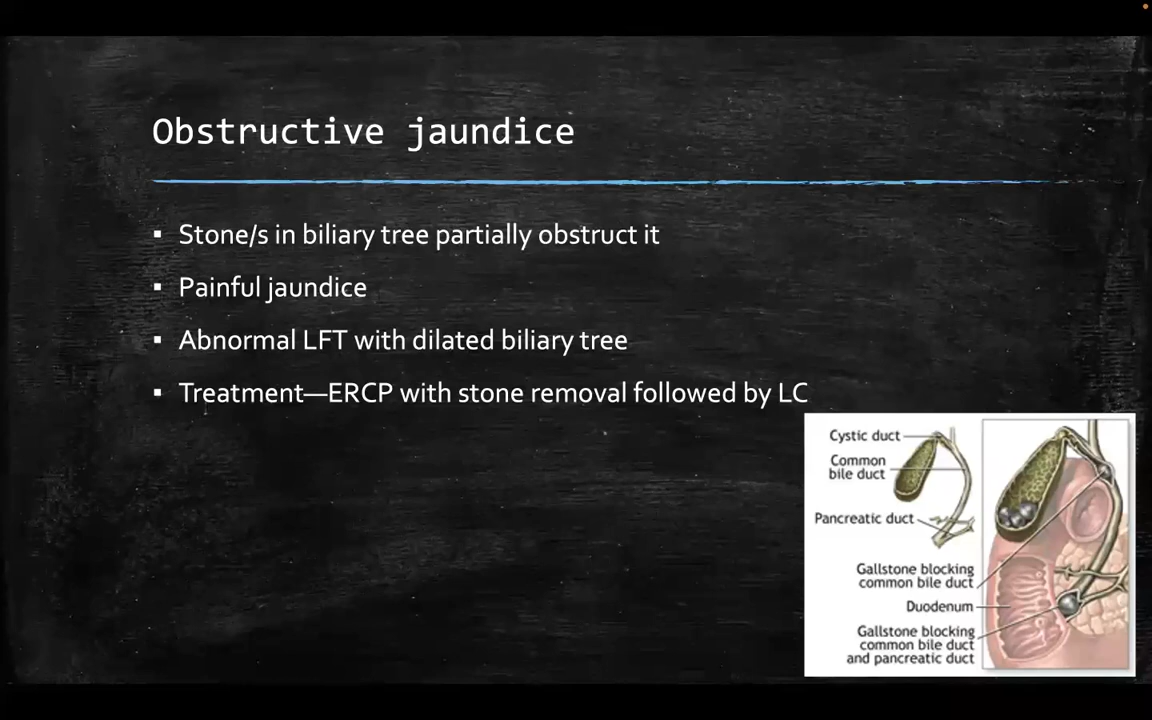 Obstructive jaundice
▪ Stone/s in biliary tree partially obstruct it
▪ Painful jaundice
▪ Abnormal LFT with dilated biliary tree
▪ Treatment—ERCP with stone removal followed by LC
Cystic duct
Common
bile duct
Pancreatic duct
Gallstone blocking
common bile duct
Duodenum
Gallstone blocking
common bile duct
and pancreatic duct